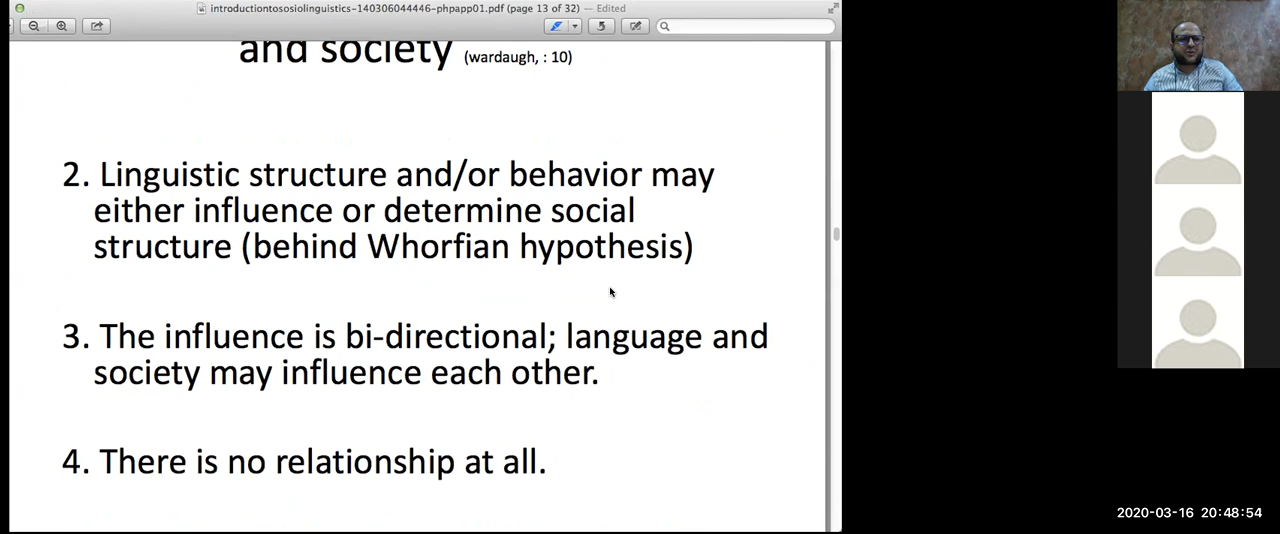 introductiontososiolinguistics-140306044446-phpapp01.pdf (page 13 of 32) — Edited
and society (wardaugh, : 10)
2. Linguistic structure and/or behavior may
either influence or determine social
structure (behind Whorfian hypothesis)
3. The influence is bi-directional; language and
society may influence each other.
4. There is no relationship at all.
2020-03-16 20:48:54